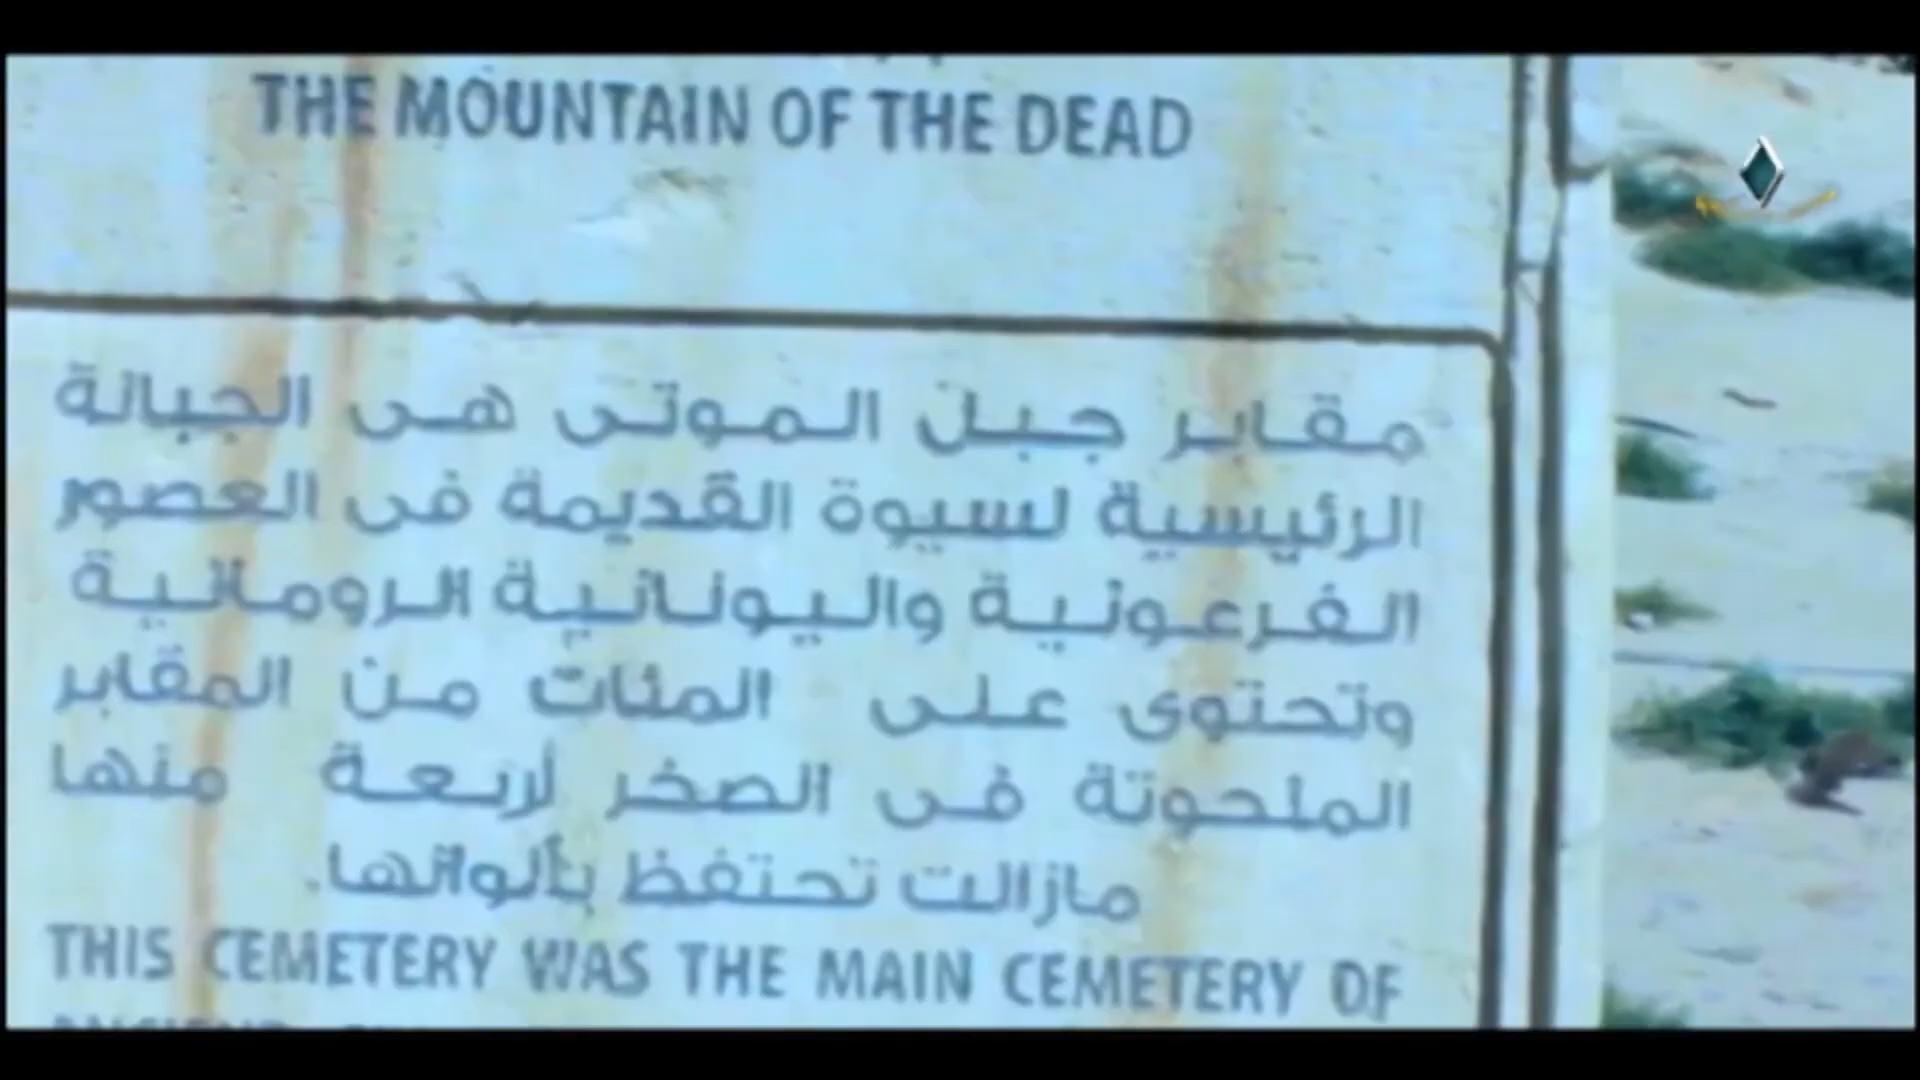 THE MOUNTAIN OF THE DEAD
مقابر جبل الموتى هى الجبانة
الرئيسية لسيوة القديمة فى العصور
الفرعونية واليونانية الرومانية
وتحتوى على المئات من المقابر
الملحوتة فى الصخر أربعة منها
مازالت تحتفظ بألوانها.
THIS CEMETERY WAS THE MAIN CEMETERY OF